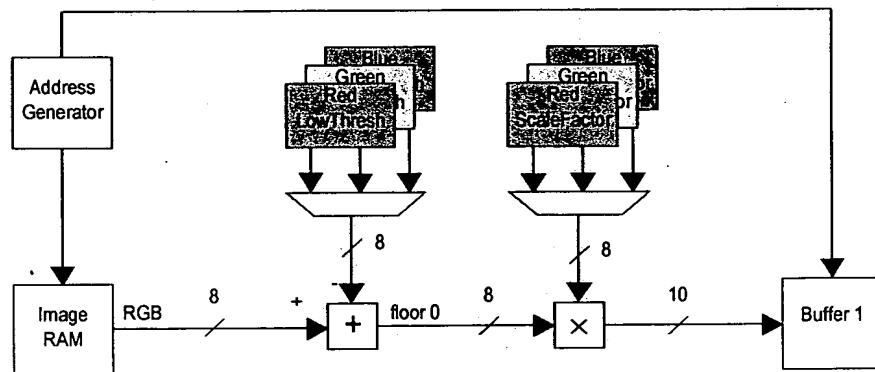 Blue
Green
Red
LowThresh
Blue
Green
Red
ScaleFactor
Address
Generator
8
8
Image
RAM
RGB
8
+
-
+
floor 0
8
×
10
Buffer 1